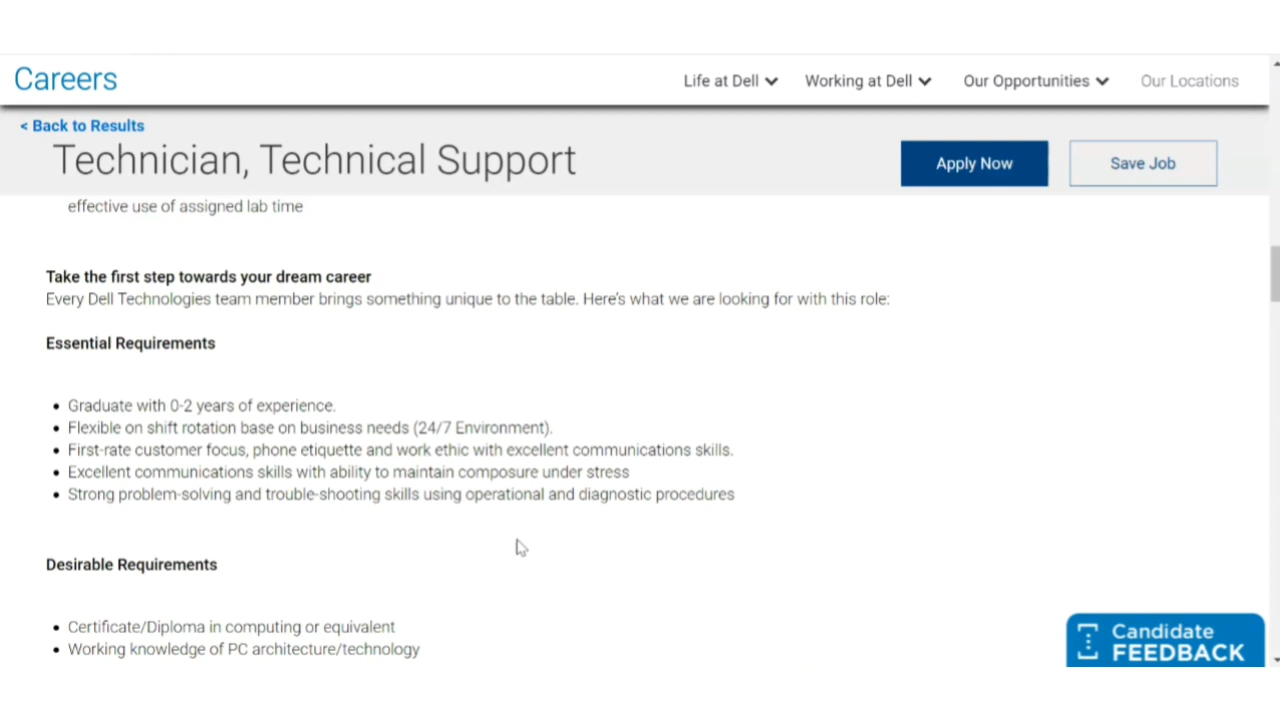 Careers
Life at Dell
Working at Dell
Our Opportunities
Our Locations
< Back to Results
Technician, Technical Support
Apply Now
Save Job
effective use of assigned lab time
Take the first step towards your dream career
Every Dell Technologies team member brings something unique to the table. Here's what we are looking for with this role:
Essential Requirements
• Graduate with 0-2 years of experience.
• Flexible on shift rotation base on business needs (24/7 Environment).
• First-rate customer focus, phone etiquette and work ethic with excellent communications skills.
• Excellent communications skills with ability to maintain composure under stress
• Strong problem-solving and trouble-shooting skills using operational and diagnostic procedures
Desirable Requirements
• Certificate/Diploma in computing or equivalent
• Working knowledge of PC architecture/technology
Candidate
FEEDBACK